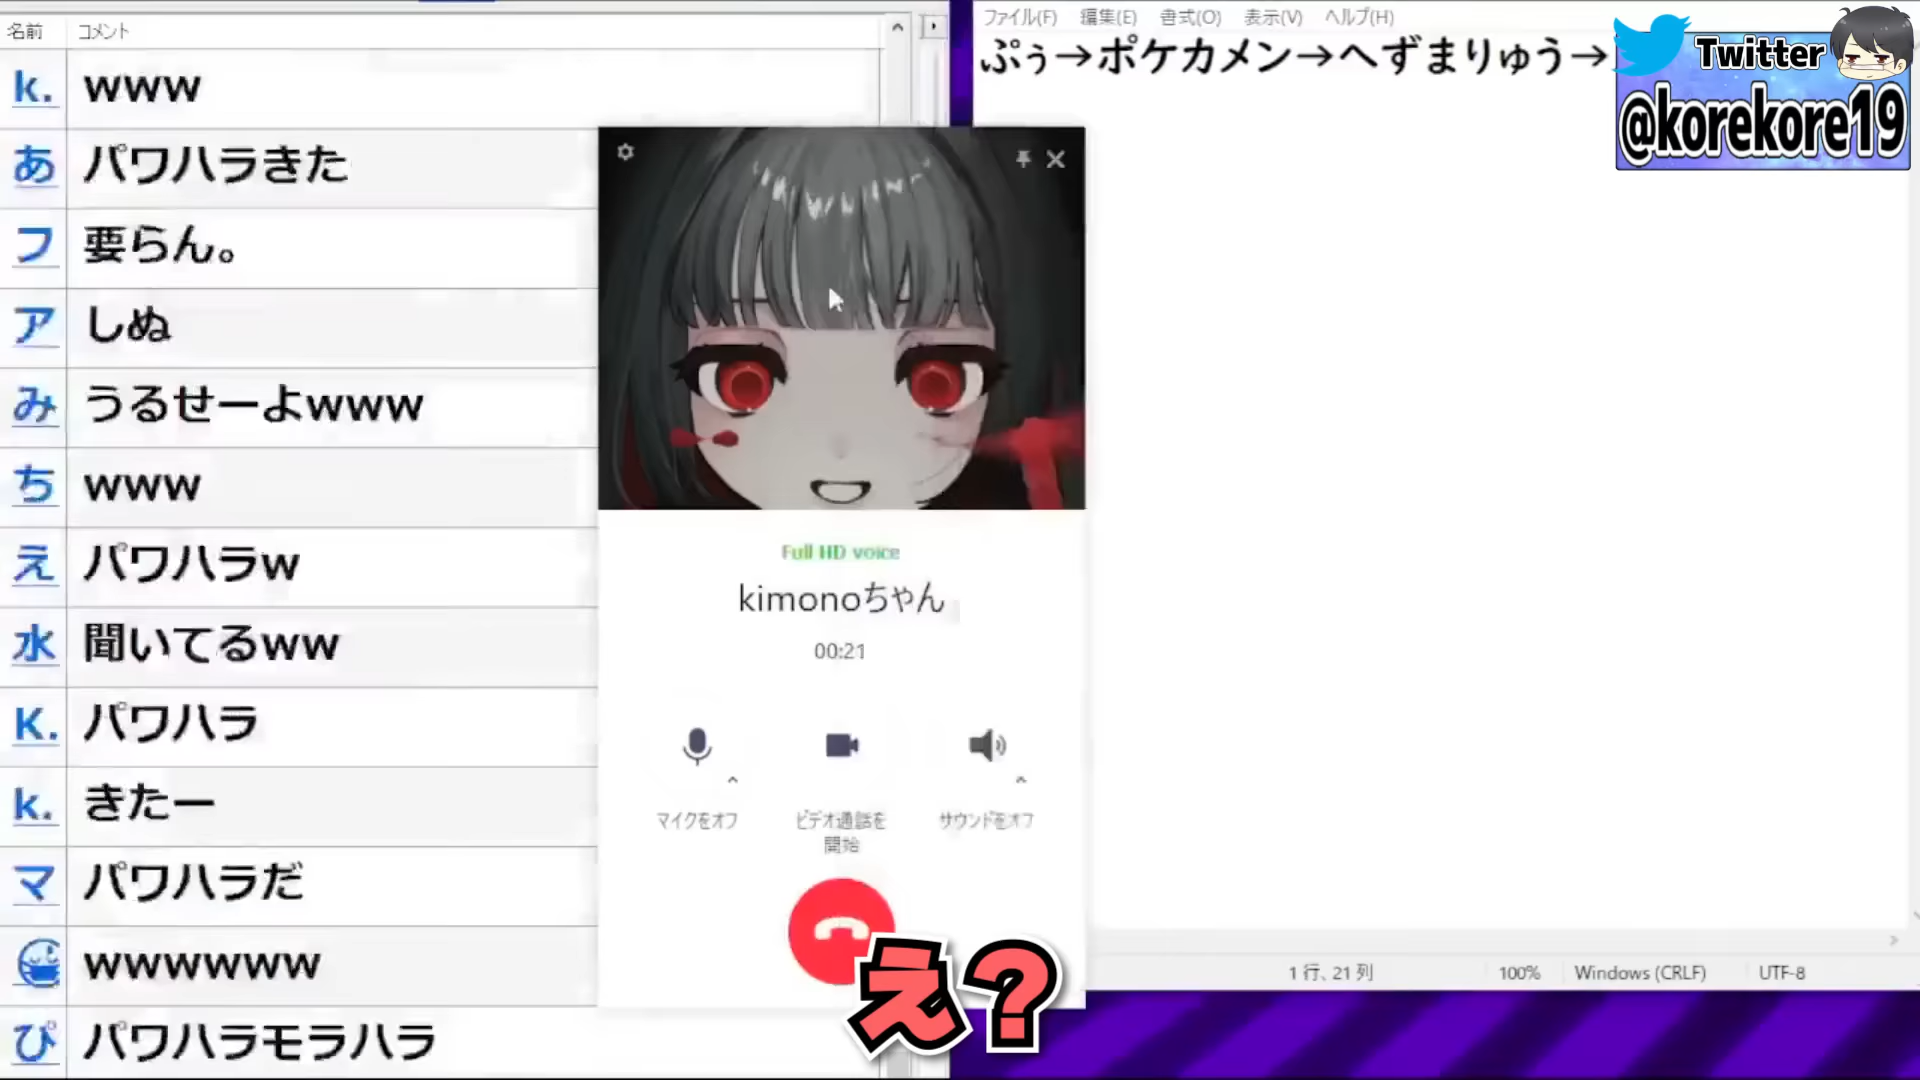 名前 コメント
k. www
あ パワハラきた
フ 要らん。
ア しぬ
み うるせーよwww
ち www
え パワハラw
水 聞いてるww
K. パワハラ
k. きたー
マ パワハラだ
wwwwww
ぴ パワハラモラハラ
Full HD voice
kimonoちゃん
00:21
マイクをオフ
ビデオ通話を
開始
サウンドをオフ
え?
ファイル(F) 編集(E) 書式(O) 表示(V) ヘルプ(H)
ぷぅ→ポケカメン→へずまりゅう→
Twitter
@korekore19
1 行、21 列 100% Windows (CRLF) UTF-8